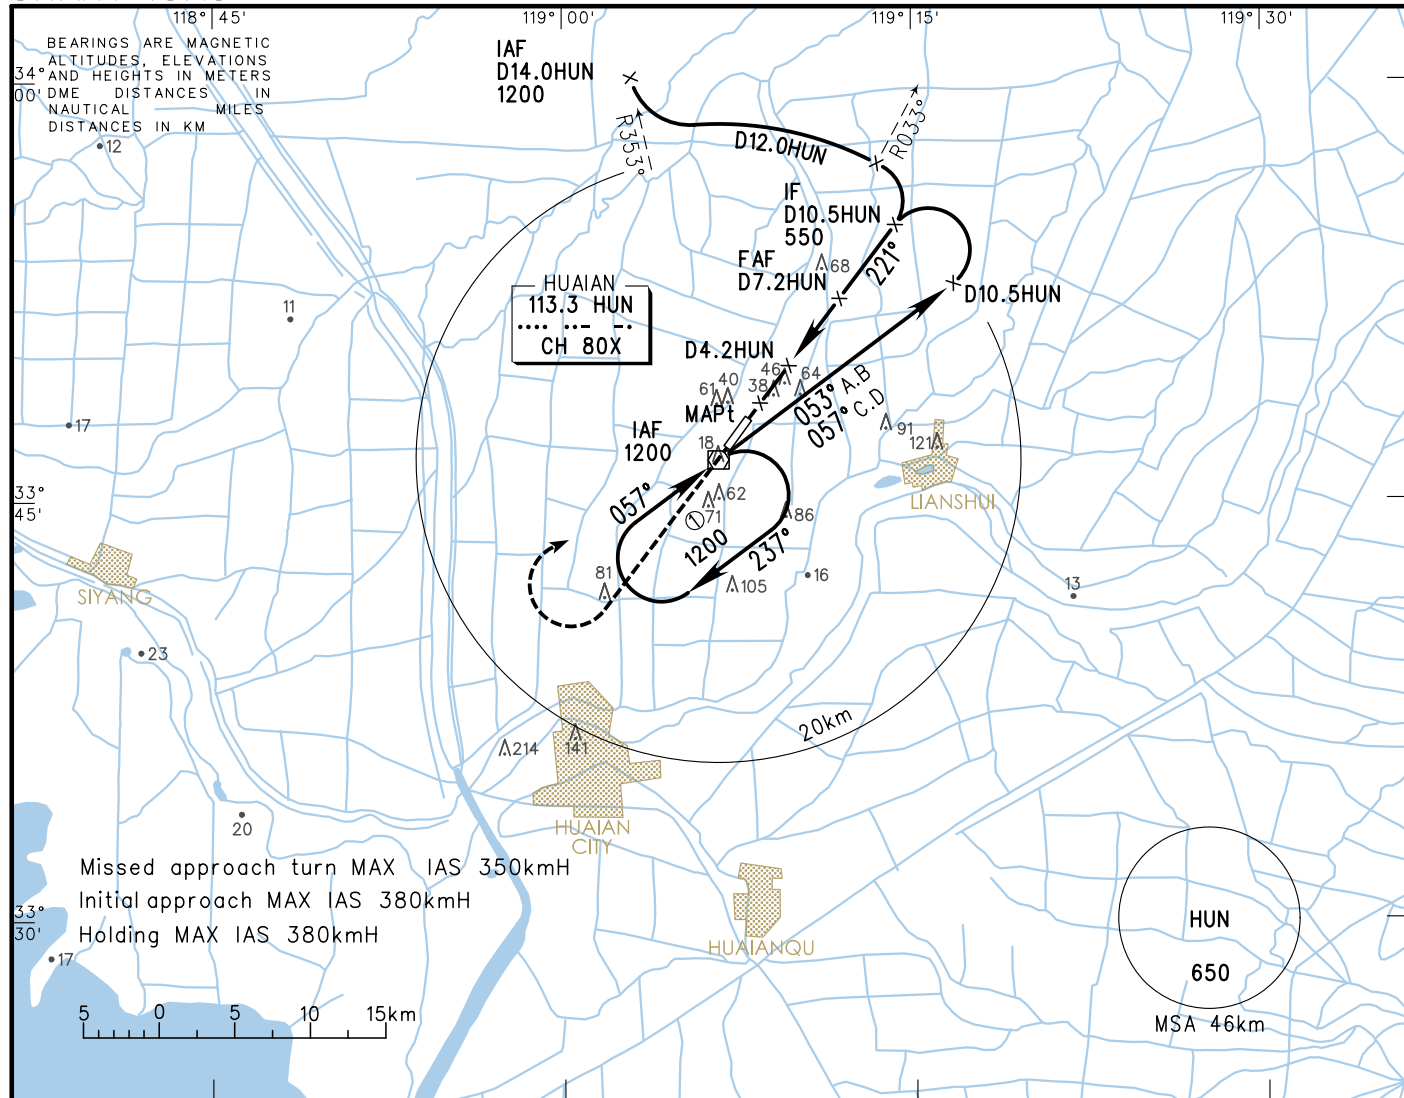 118°45'
119°00'
119°15'
119°30'
BEARINGS ARE MAGNETIC
ALTITUDES, ELEVATIONS
AND HEIGHTS IN METERS
DME DISTANCES IN
NAUTICAL MILES
DISTANCES IN KM
34°
00'
12
IAF
D14.0HUN
1200
R353°
D12.0HUN
R033°
IF
D10.5HUN
550
221°
68
FAF
D7.2HUN
D10.5HUN
HUAIAN
113.3 HUN
CH 80X
11
D4.2HUN
46
64
61
40
38
053° A.B
057° C.D
MAPt
17
91
121
IAF
1200
18
LIANSHUI
33°
45'
057°
62
71
1
86
1200
237°
81
105
16
13
SIYANG
23
20km
214
141
20
HUAIAN
CITY
Missed approach turn MAX IAS 350kmH
Initial approach MAX IAS 380kmH
Holding MAX IAS 380kmH
33°
30'
17
HUAIANQU
HUN
650
MSA 46km
5 0 5 10 15km